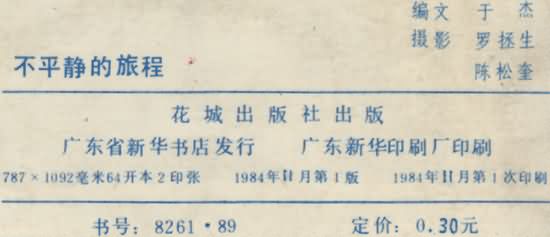 编文 于 杰
摄影 罗拯生
不平静的旅程
陈松奎
花城出版社出版
广东省新华书店发行 广东新华印刷厂印刷
787×1092毫米64开本2印张 1984年11月第1版 1984年11月第1次印刷
书号：8261·89 定价：0.30元